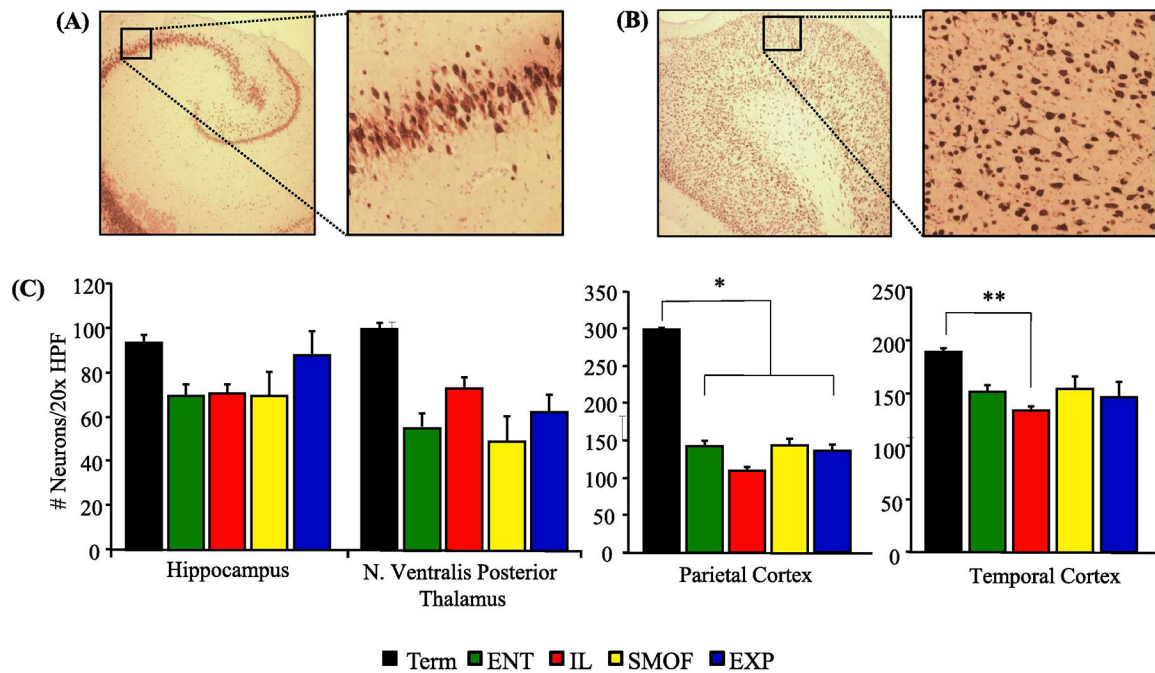 (A)
(B)
(C)
# Neurons/20x HPF
120
100
80
60
40
20
0
Hippocampus
N. Ventralis Posterior
Thalamus
350
300
250
200
150
100
50
0
*
Parietal Cortex
250
200
150
100
50
0
**
Temporal Cortex
Term ENT IL SMOF EXP